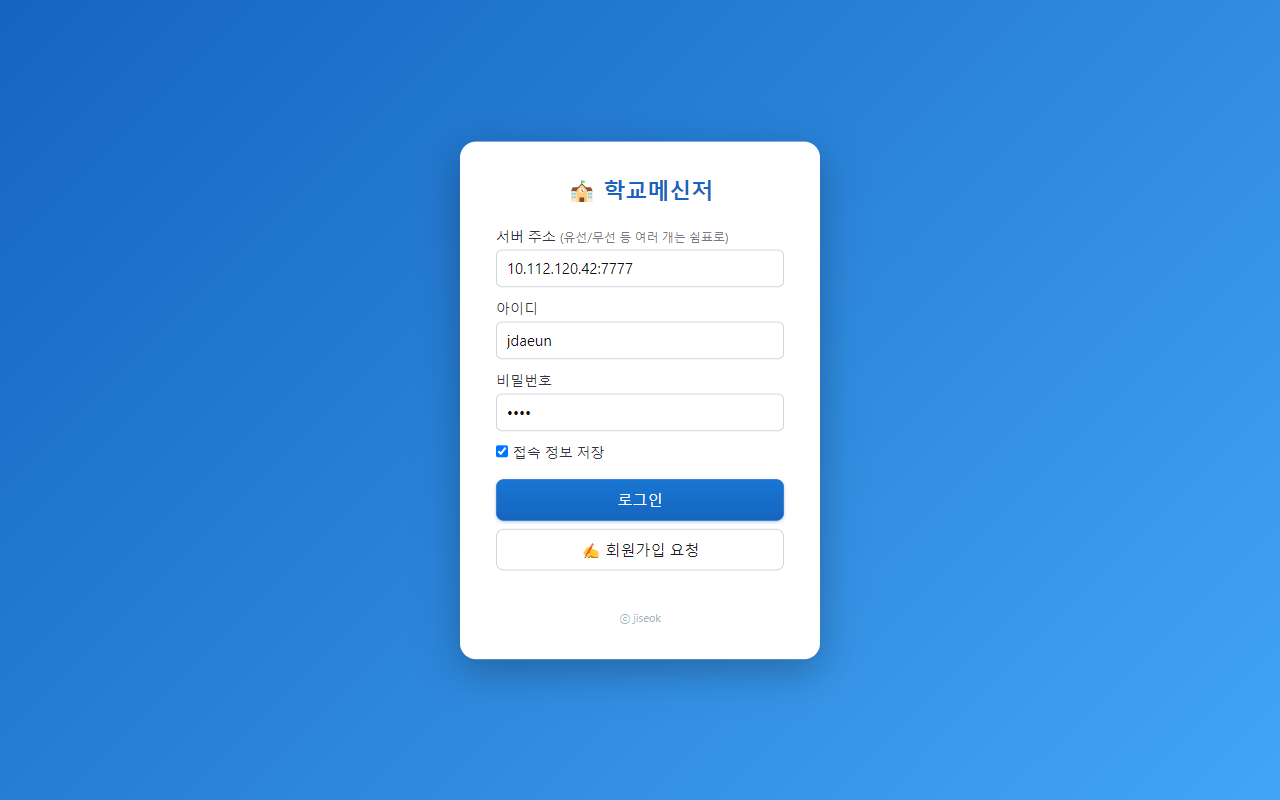 🏫 학교메신저
서버 주소 (유선/무선 등 여러 개는 쉼표로)
10.112.120.42:7777
아이디
jdaeun
비밀번호
••••
접속 정보 저장
로그인
✍ 회원가입 요청
ⓒ jiseok